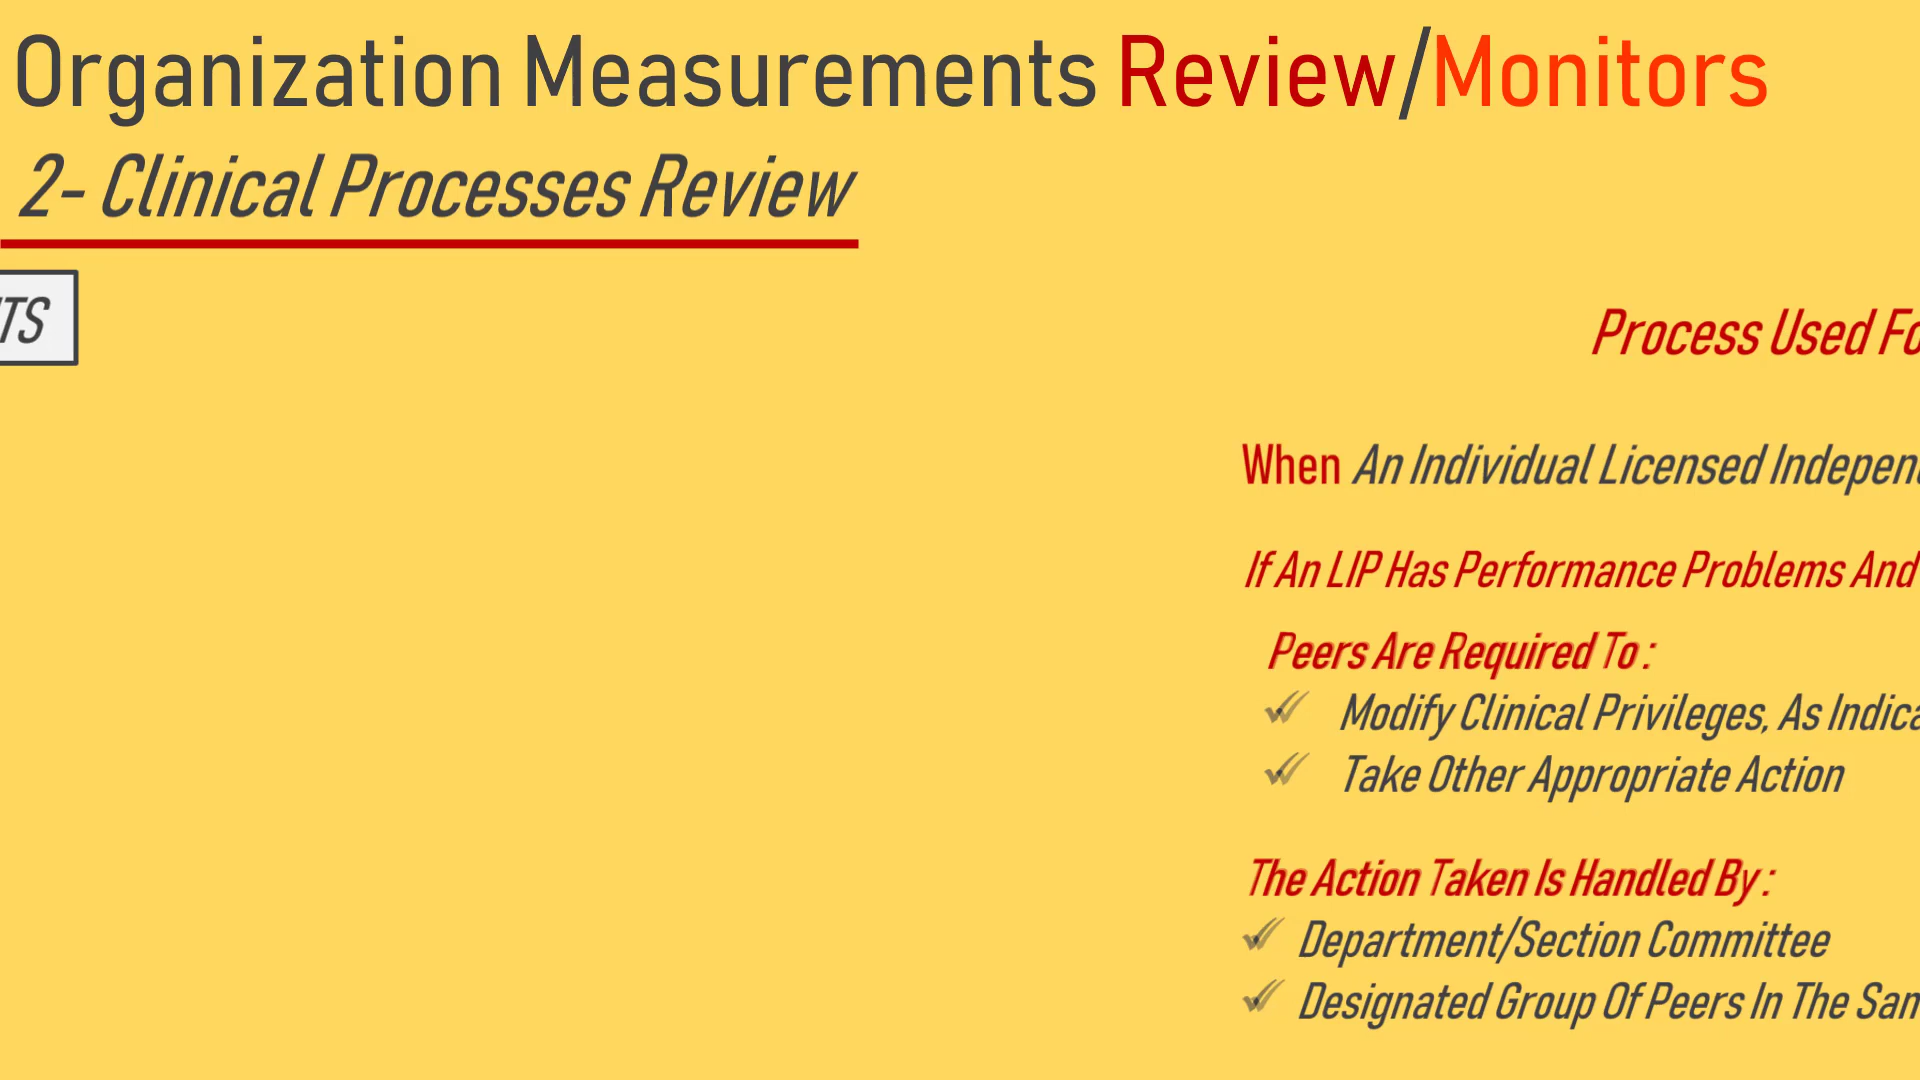 Organization Measurements Review/Monitors
2- Clinical Processes Review
Process Used
When An Individual Licensed
If An LIP Has Performance Problems And
Peers Are Required To :
Modify Clinical Privileges, As
Take Other Appropriate Action
The Action Taken Is Handled By :
Department/Section Committee
Designated Group Of Peers In The